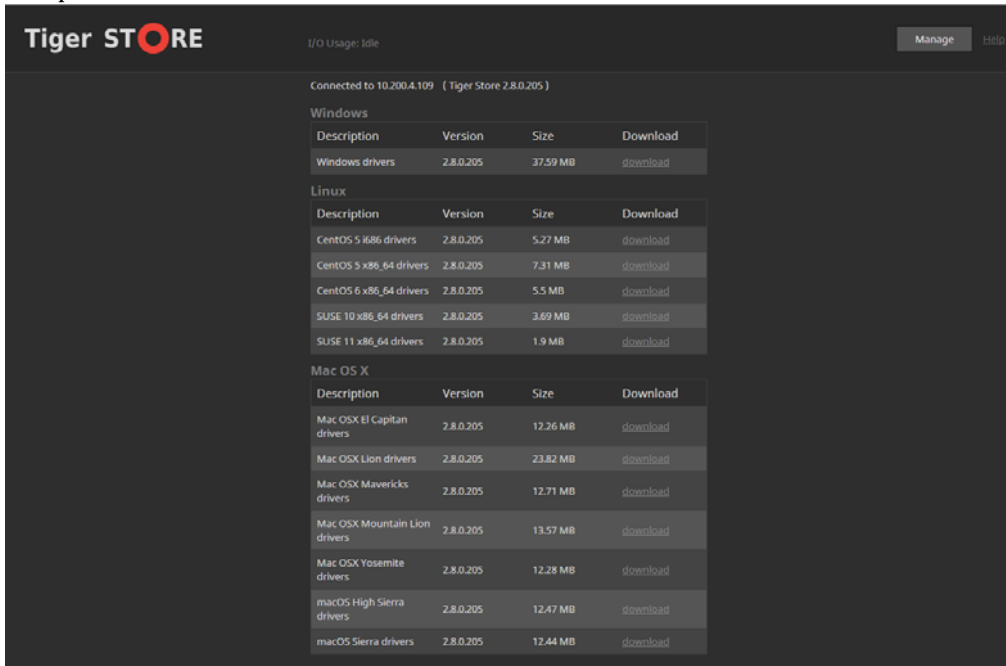 Tiger STORE
I/O Usage: Idle
Manage
Help
Connected to 10.200.4.109 ( Tiger Store 2.8.0.205 )
Windows
Description Version Size Download
Windows drivers 2.8.0.205 37.59 MB download
Linux
Description Version Size Download
CentOS 5 i686 drivers 2.8.0.205 5.27 MB download
CentOS 5 x86_64 drivers 2.8.0.205 7.31 MB download
CentOS 6 x86_64 drivers 2.8.0.205 5.5 MB download
SUSE 10 x86_64 drivers 2.8.0.205 3.69 MB download
SUSE 11 x86_64 drivers 2.8.0.205 1.9 MB download
Mac OS X
Description Version Size Download
Mac OSX El Capitan
drivers 2.8.0.205 12.26 MB download
Mac OSX Lion drivers 2.8.0.205 23.82 MB download
Mac OSX Mavericks
drivers 2.8.0.205 12.71 MB download
Mac OSX Mountain Lion
drivers 2.8.0.205 13.57 MB download
Mac OSX Yosemite
drivers 2.8.0.205 12.28 MB download
macOS High Sierra
drivers 2.8.0.205 12.47 MB download
macOS Sierra drivers 2.8.0.205 12.44 MB download